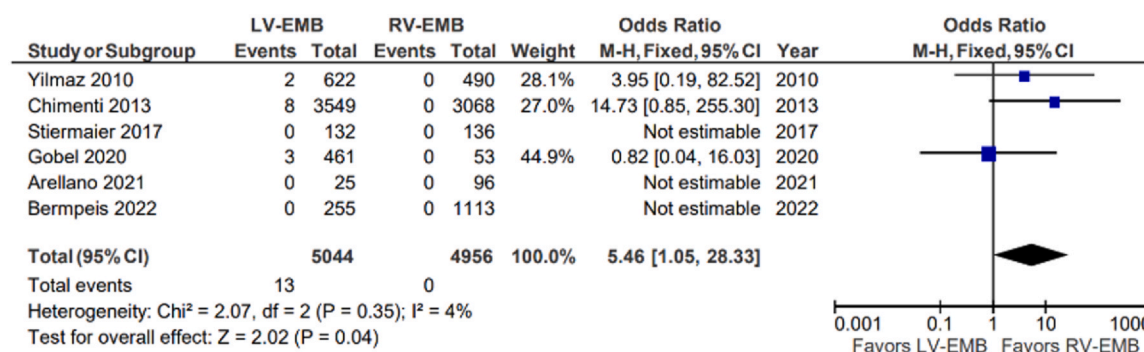 LV-EMB RV-EMB Odds Ratio Odds Ratio
Study or Subgroup Events Total Events Total Weight M-H, Fixed, 95% CI Year M-H, Fixed, 95% CI
Yilmaz 2010 2 622 0 490 28.1% 3.95 [0.19, 82.52] 2010
Chimenti 2013 8 3549 0 3068 27.0% 14.73 [0.85, 255.30] 2013
Stiermaier 2017 0 132 0 136 Not estimable 2017
Gobel 2020 3 461 0 53 44.9% 0.82 [0.04, 16.03] 2020
Arellano 2021 0 25 0 96 Not estimable 2021
Bermpeis 2022 0 255 0 1113 Not estimable 2022
Total (95% CI) 5044 4956 100.0% 5.46 [1.05, 28.33]
Total events 13 0
Heterogeneity: Chi² = 2.07, df = 2 (P = 0.35); I² = 4%
Test for overall effect: Z = 2.02 (P = 0.04)
0.001 0.1 1 10 1000
Favors LV-EMB Favors RV-EMB